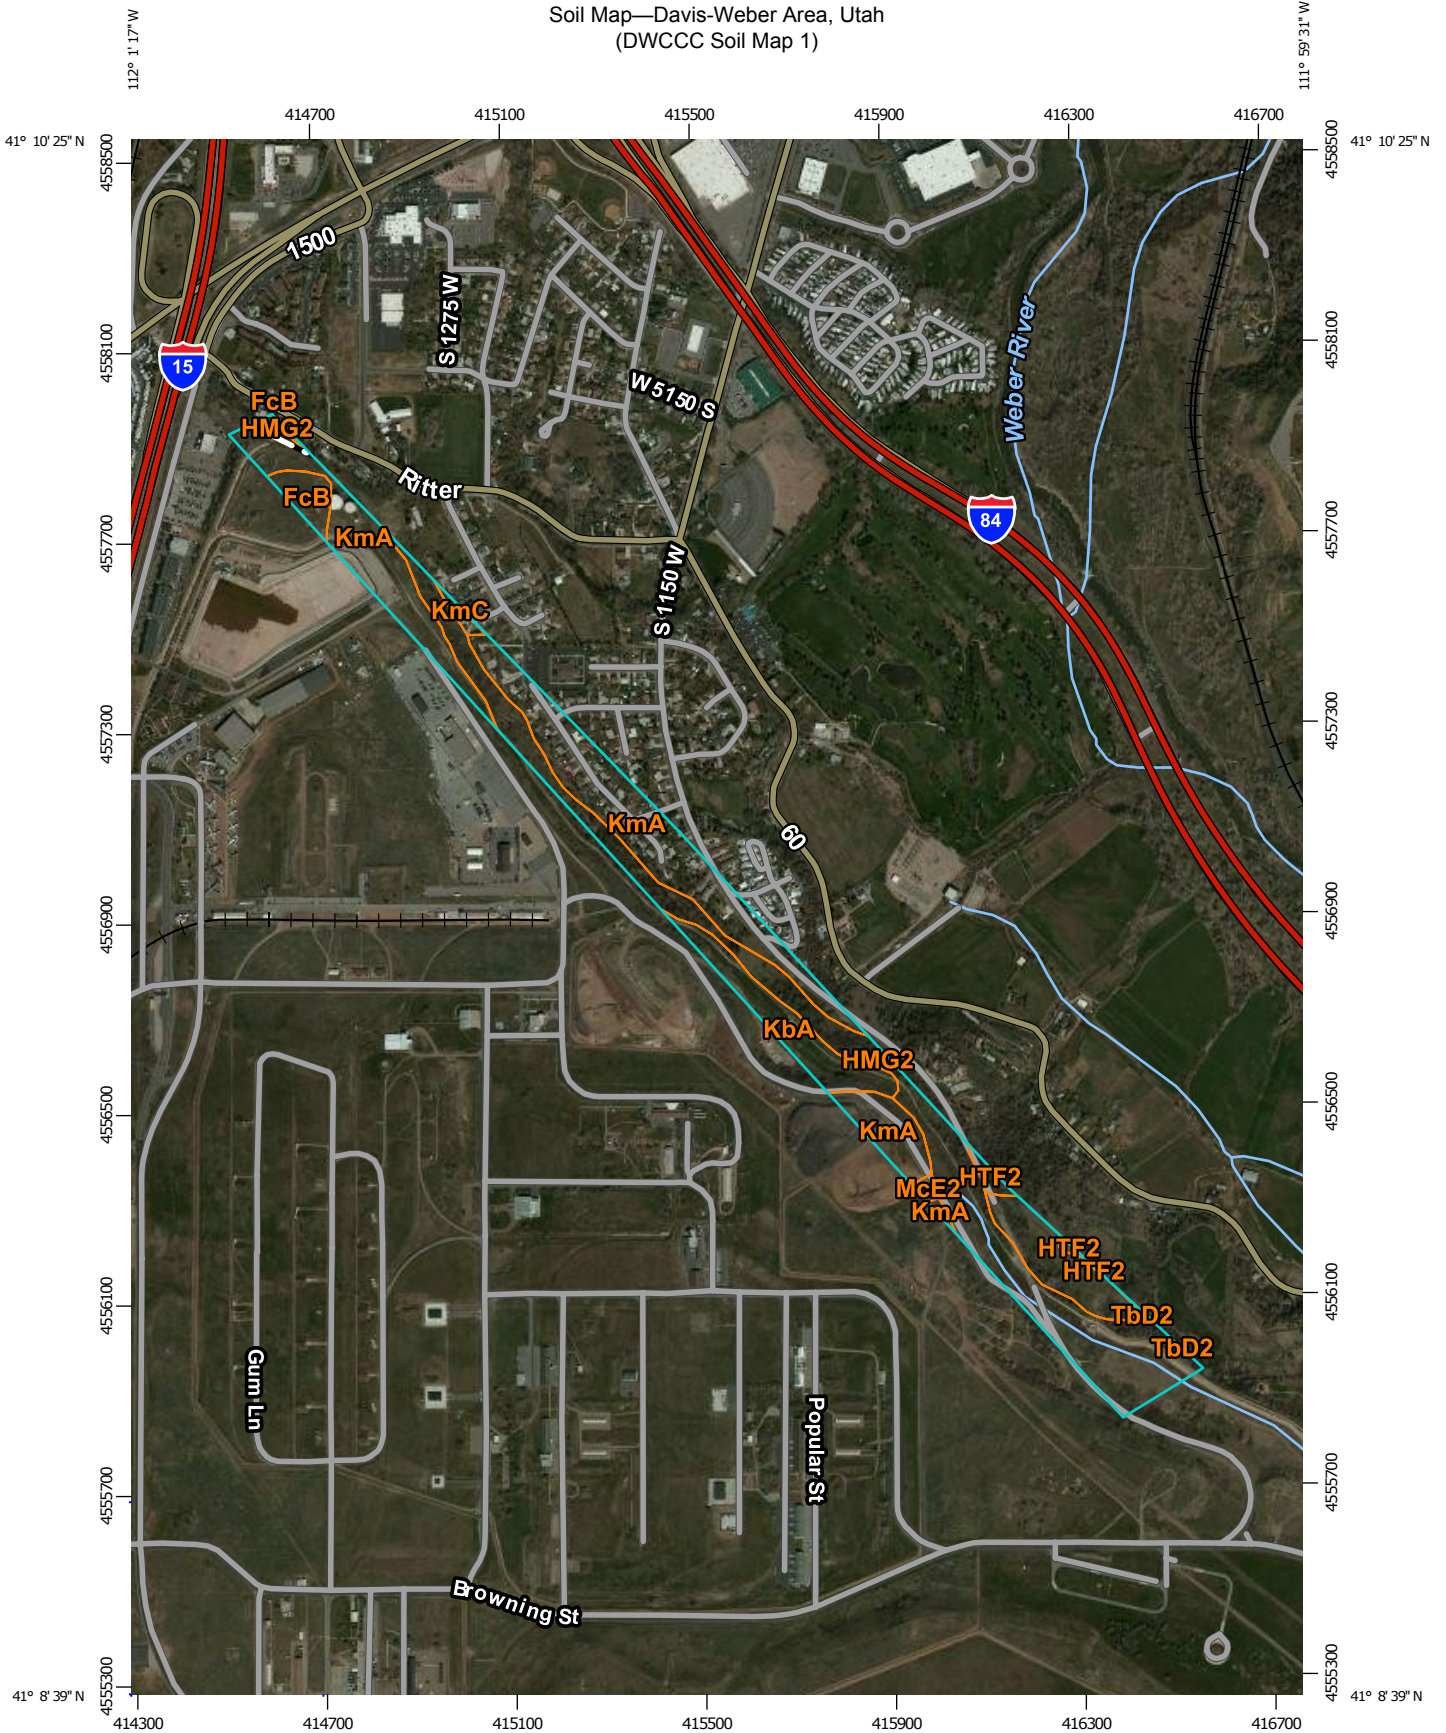 Soil Map—Davis-Weber Area, Utah
(DWCCC Soil Map 1)
112° 1' 17" W
111° 59' 31" W
414700
415100
415500
415900
416300
416700
41° 10' 25" N
41° 10' 25" N
4558500
4558500
1500
S 1275 W
Weber River
4558100
4558100
15
W 5150 S
FcB
HMG2
Ritter
FcB
84
KmA
4557700
4557700
S 1150 W
KmC
4557300
4557300
KmA
60
4556900
4556900
KbA
HMG2
4556500
4556500
KmA
HTF2
McE2
KmA
HTF2
HTF2
4556100
4556100
TbD2
TbD2
Gum Ln
Popular St
4555700
4555700
Browning St
4555300
4555300
41° 8' 39" N
41° 8' 39" N
414300
414700
415100
415500
415900
416300
416700